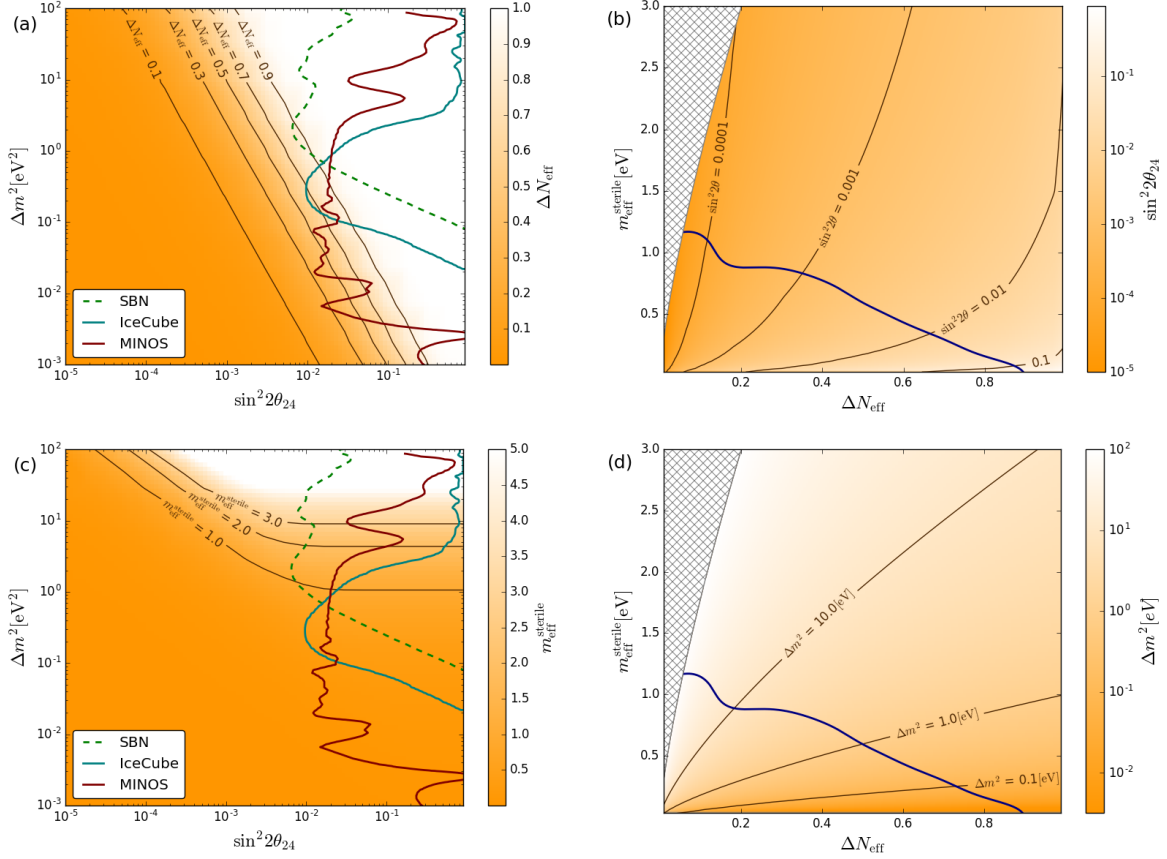 (a)
10²
10¹
10⁰
10⁻¹
10⁻²
10⁻³
Δm² [eV²]
ΔN_eff = 0.1
ΔN_eff = 0.3
ΔN_eff = 0.5
ΔN_eff = 0.7
ΔN_eff = 0.9
SBN
IceCube
MINOS
10⁻⁵
10⁻⁴
10⁻³
10⁻²
10⁻¹
sin²2θ₂₄
1.0
0.9
0.8
0.7
0.6
0.5
0.4
0.3
0.2
0.1
ΔN_eff
(b)
3.0
2.5
2.0
1.5
1.0
0.5
m_eff^sterile [eV]
sin²2θ = 0.0001
sin²2θ = 0.001
sin²2θ = 0.01
0.1
0.2
0.4
0.6
0.8
ΔN_eff
10⁻¹
10⁻²
10⁻³
10⁻⁴
10⁻⁵
sin²2θ₂₄
(c)
10²
10¹
10⁰
10⁻¹
10⁻²
10⁻³
Δm² [eV²]
m_eff^sterile = 3.0
m_eff^sterile = 2.0
m_eff^sterile = 1.0
SBN
IceCube
MINOS
10⁻⁵
10⁻⁴
10⁻³
10⁻²
10⁻¹
sin²2θ₂₄
5.0
4.5
4.0
3.5
3.0
2.5
2.0
1.5
1.0
0.5
m_eff^sterile
(d)
3.0
2.5
2.0
1.5
1.0
0.5
m_eff^sterile [eV]
Δm² = 10.0[eV]
Δm² = 1.0[eV]
Δm² = 0.1[eV]
0.2
0.4
0.6
0.8
ΔN_eff
10²
10¹
10⁰
10⁻¹
10⁻²
Δm² [eV]